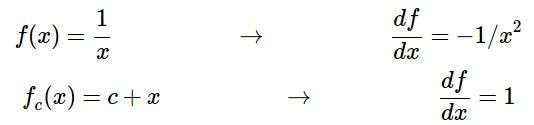 f(x) = 1/x → df/dx = −1/x²
f_c(x) = c + x → df/dx = 1